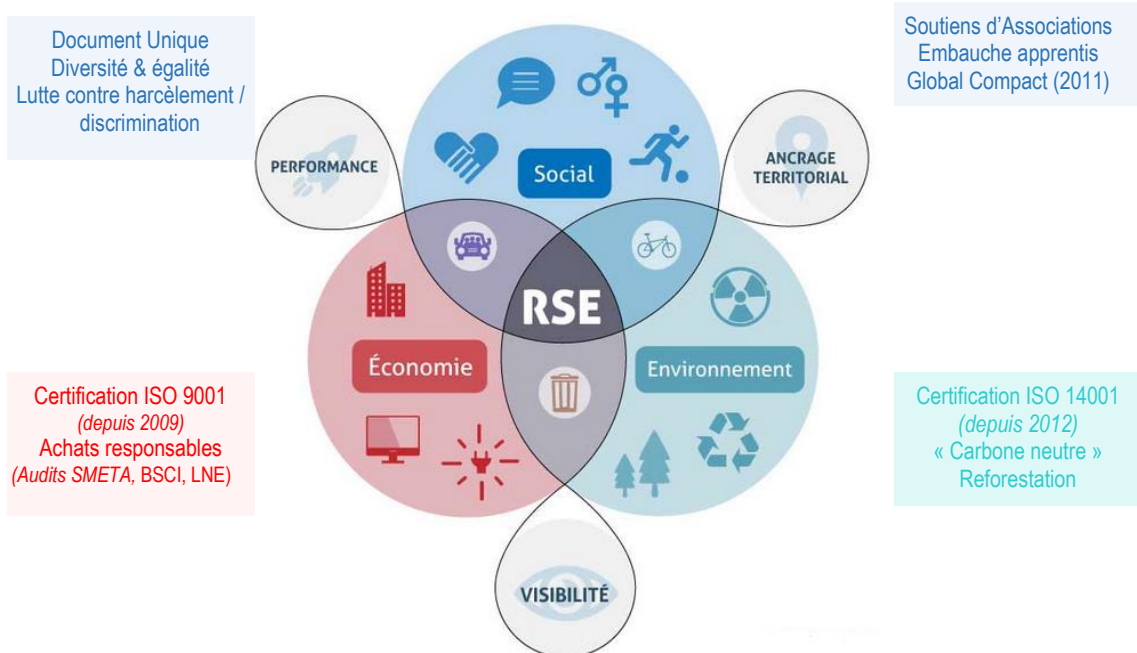 Document Unique
Diversité & égalité
Lutte contre harcèlement /
discrimination
Soutiens d'Associations
Embauche apprentis
Global Compact (2011)
PERFORMANCE
Social
ANCRAGE
TERRITORIAL
RSE
Économie
Environnement
Certification ISO 9001
(depuis 2009)
Achats responsables
(Audits SMETA, BSCI, LNE)
Certification ISO 14001
(depuis 2012)
« Carbone neutre »
Reforestation
VISIBILITÉ